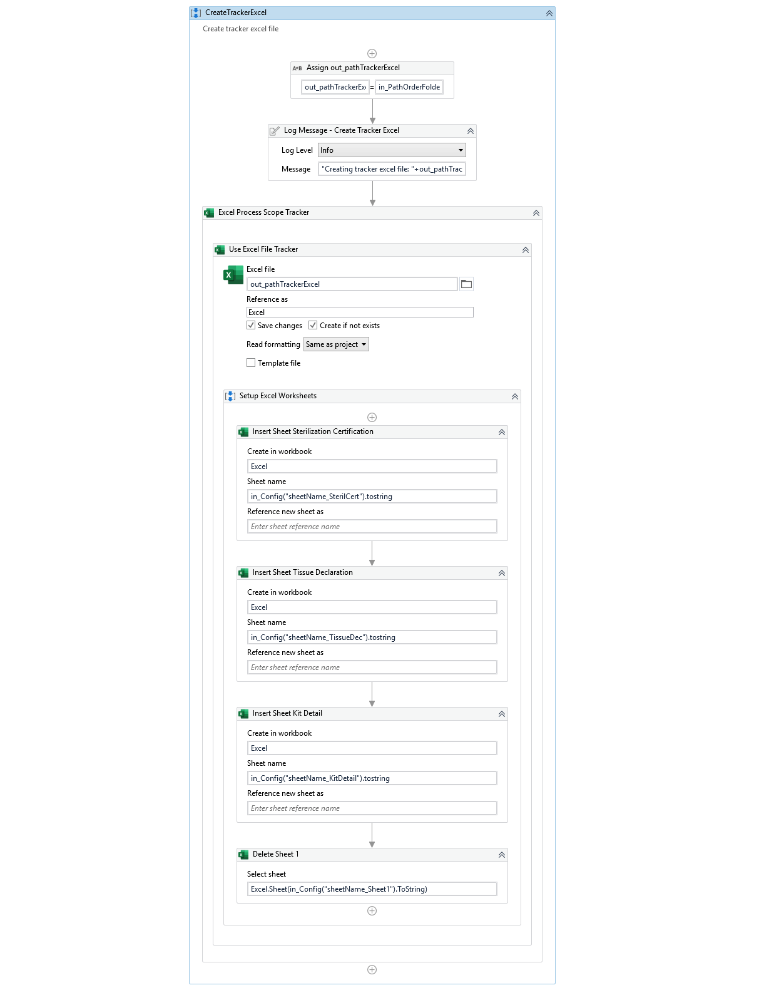 CreateTrackerExcel
Create tracker excel file
A*B Assign out_pathTrackerExcel
out_pathTrackerEx = in_PathOrderFolde
Log Message - Create Tracker Excel
Log Level Info
Message "Creating tracker excel file: "+out_pathTrac
Excel Process Scope Tracker
Use Excel File Tracker
Excel file
out_pathTrackerExcel
Reference as
Excel
Save changes Create if not exists
Read formatting Same as project
Template file
Setup Excel Worksheets
Insert Sheet Sterilization Certification
Create in workbook
Excel
Sheet name
in_Config("sheetName_SterilCert").tostring
Reference new sheet as
Enter sheet reference name
Insert Sheet Tissue Declaration
Create in workbook
Excel
Sheet name
in_Config("sheetName_TissueDec").tostring
Reference new sheet as
Enter sheet reference name
Insert Sheet Kit Detail
Create in workbook
Excel
Sheet name
in_Config("sheetName_KitDetail").tostring
Reference new sheet as
Enter sheet reference name
Delete Sheet 1
Select sheet
Excel.Sheet(in_Config("sheetName_Sheet1").ToString)